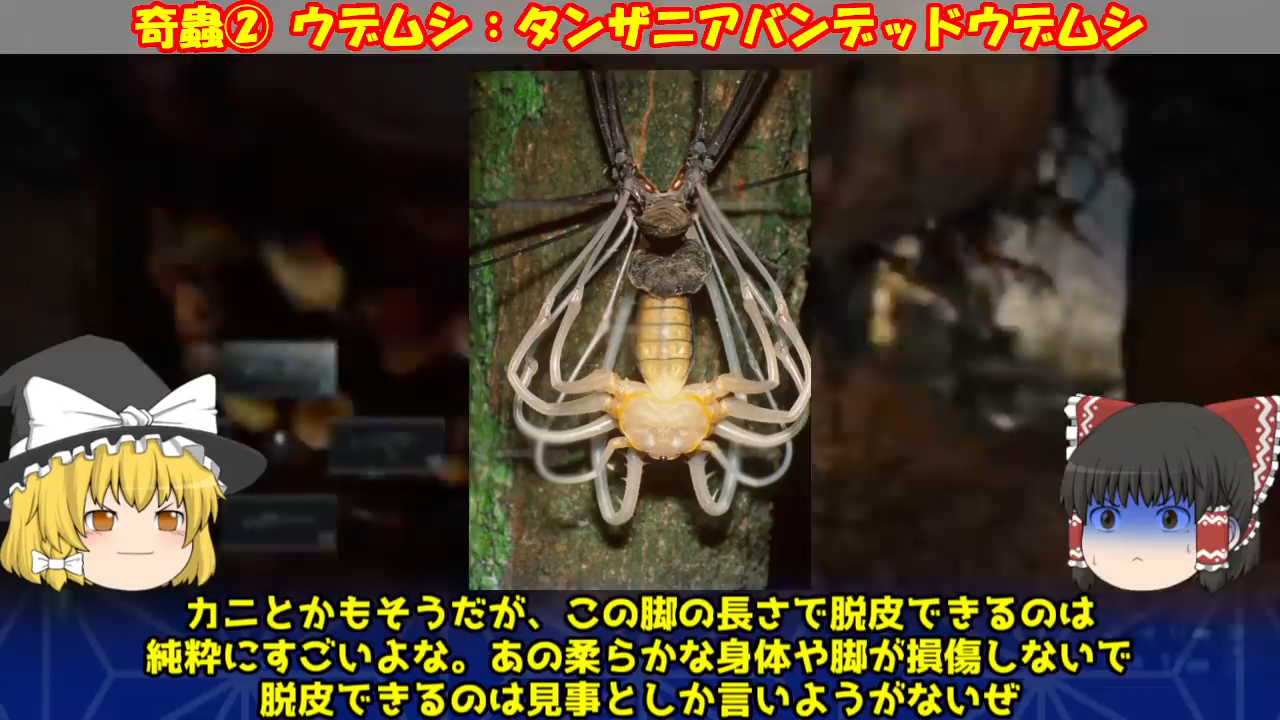 奇蟲② ウデムシ：タンザニアバンデッドウデムシ
カニとかもそうだが、この脚の長さで脱皮できるのは
純粋にすごいよな。あの柔らかな身体や脚が損傷しないで
脱皮できるのは見事としか言いようがないぜ